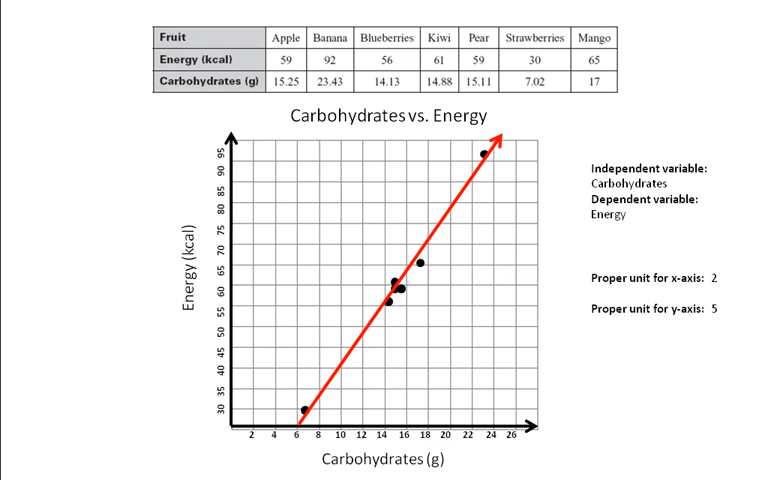 Fruit Apple Banana Blueberries Kiwi Pear Strawberries Mango
Energy (kcal) 59 92 56 61 59 30 65
Carbohydrates (g) 15.25 23.43 14.13 14.88 15.11 7.02 17
Carbohydrates vs. Energy
Energy (kcal)
95
90
85
80
75
70
65
60
55
50
45
40
35
30
2 4 6 8 10 12 14 16 18 20 22 24 26
Carbohydrates (g)
Independent variable:
Carbohydrates
Dependent variable:
Energy
Proper unit for x-axis: 2
Proper unit for y-axis: 5